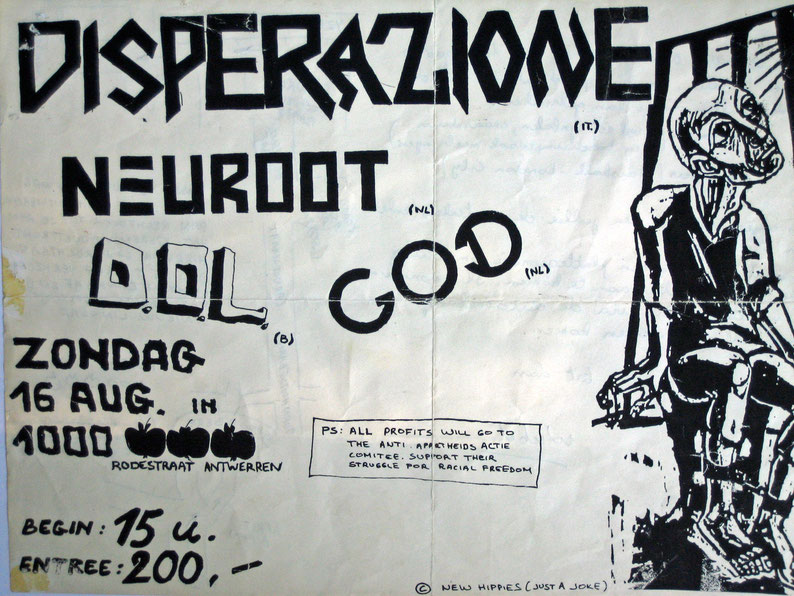 DISPERAZIONE
(IT.)
NEUROOT
(NL)
D.O.L.
(B)
GOD
(NL)
ZONDAG
16 AUG. IN
1000
RODESTRAAT ANTWERREN
PS: ALL PROFITS WILL GO TO
THE ANTI. APARTHEIDS ACTIE
COMITEE. SUPPORT THEIR
STRUGGLE FOR RACIAL FREEDOM
BEGIN: 15 u.
ENTREE: 200,-
© NEW HIPPIES (JUST A JOKE)